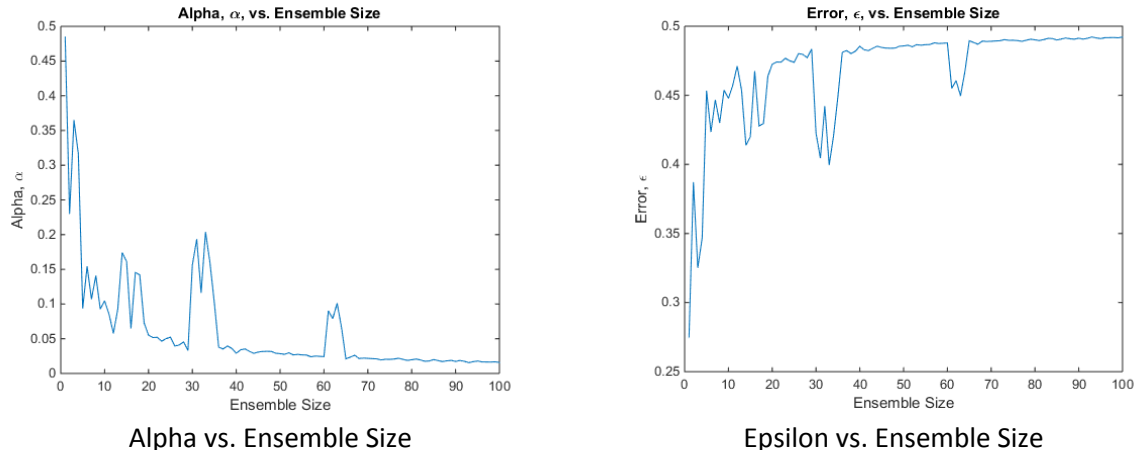 Alpha, α, vs. Ensemble Size
0.5
0.45
0.4
0.35
0.3
0.25
0.2
0.15
0.1
0.05
0
Alpha, α
0 10 20 30 40 50 60 70 80 90 100
Ensemble Size
Alpha vs. Ensemble Size
Error, ϵ, vs. Ensemble Size
0.5
0.45
0.4
0.35
0.3
0.25
Error, ϵ
0 10 20 30 40 50 60 70 80 90 100
Ensemble Size
Epsilon vs. Ensemble Size